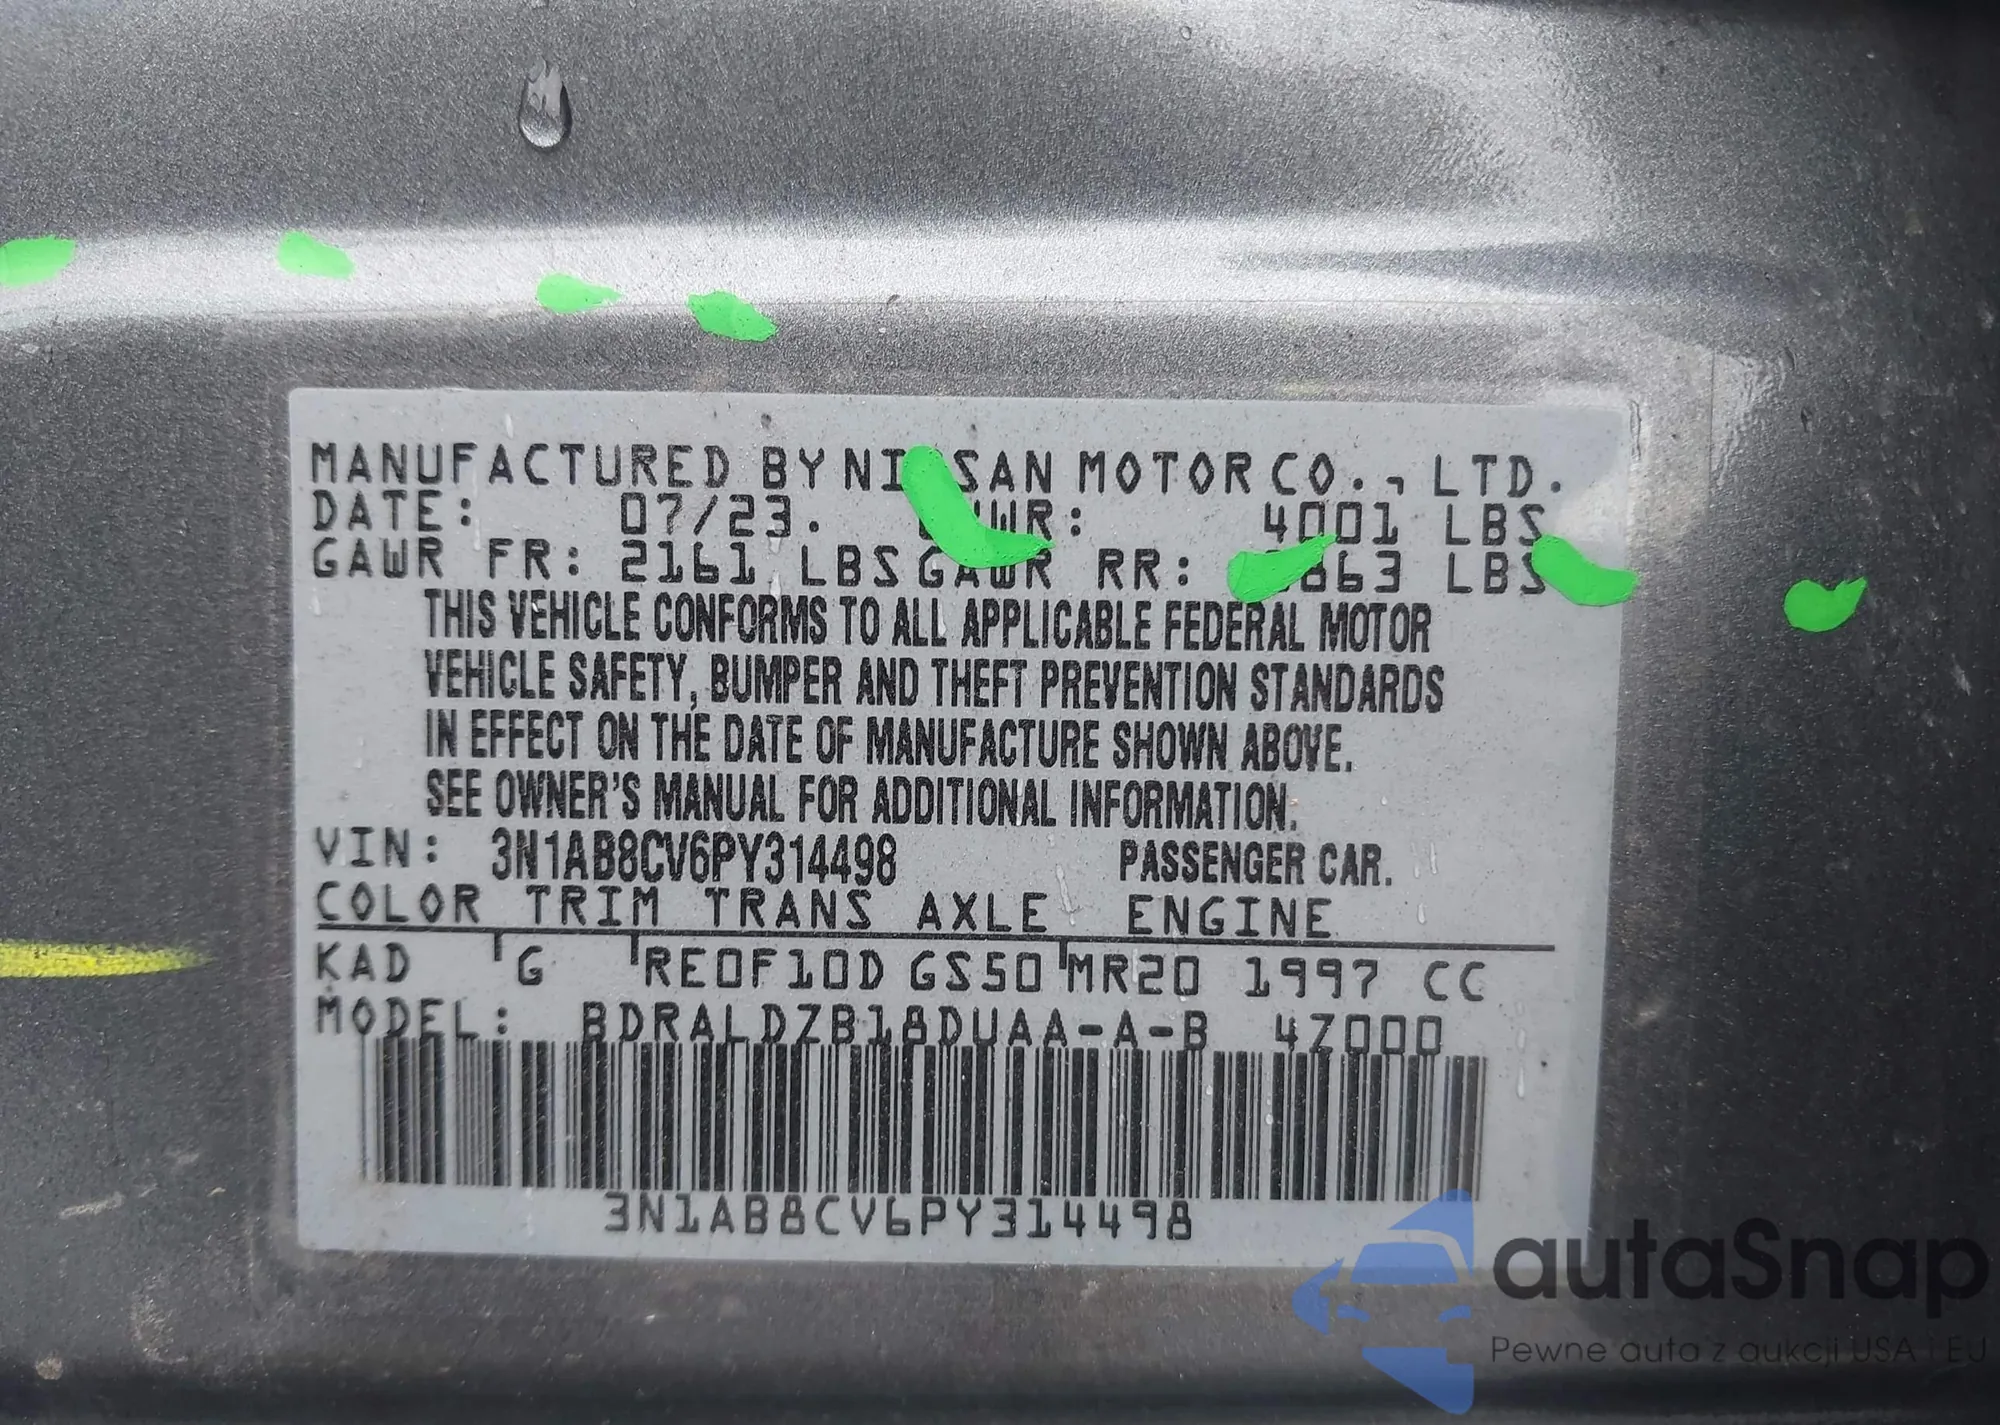 MANUFACTURED BY NISSAN MOTOR CO., LTD.
DATE: 07/23. 4001 LBS
GAWR FR: 2161 LBS GAWR RR: LBS
THIS VEHICLE CONFORMS TO ALL APPLICABLE FEDERAL MOTOR
VEHICLE SAFETY, BUMPER AND THEFT PREVENTION STANDARDS
IN EFFECT ON THE DATE OF MANUFACTURE SHOWN ABOVE.
SEE OWNER'S MANUAL FOR ADDITIONAL INFORMATION.
VIN: 3N1AB8CV6PY314498 PASSENGER CAR.
COLOR TRIM TRANS AXLE ENGINE
KAD G RE0F10D GS50 MR20 1997 CC
MODEL: BDRALDZB18DUAA-A-B 4Z000
3N1AB8CV6PY314498
autaSnap
Pewne auta z aukcji USA i EU